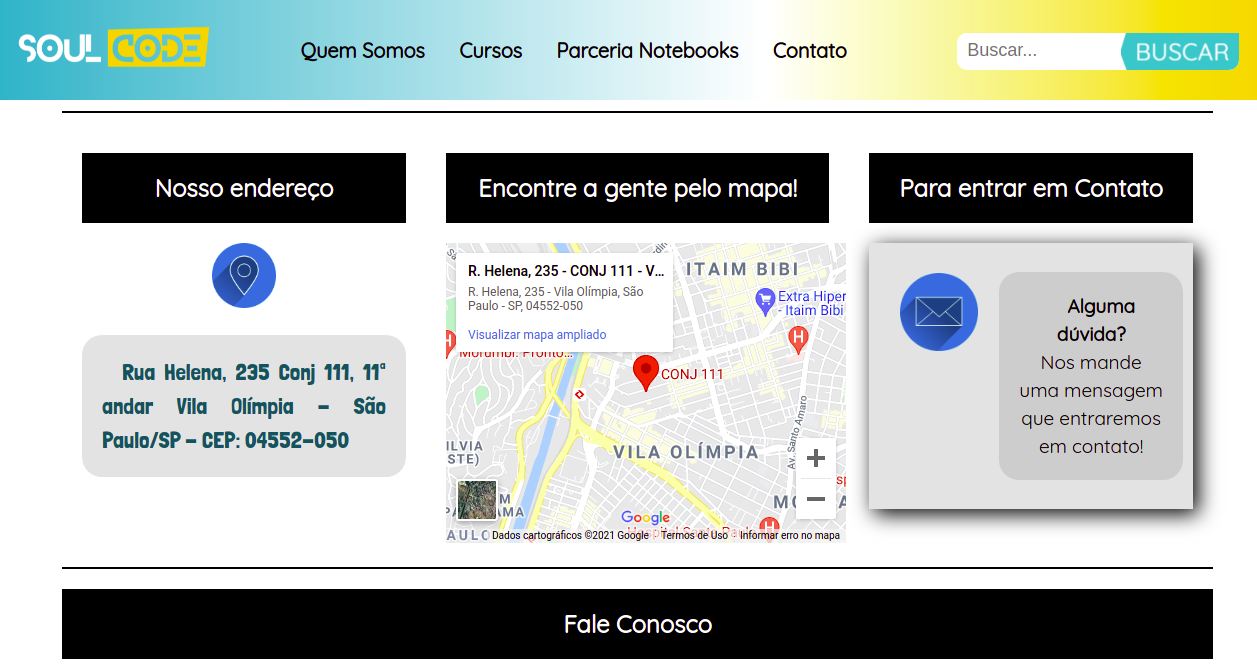 SOUL CODE
Quem Somos Cursos Parceria Notebooks Contato
Buscar... BUSCAR
Nosso endereço
Rua Helena, 235 Conj 111, 11ª
andar Vila Olímpia - São
Paulo/SP - CEP: 04552-050
Encontre a gente pelo mapa!
R. Helena, 235 - CONJ 111 - V...
R. Helena, 235 - Vila Olímpia, São
Paulo - SP, 04552-050
Visualizar mapa ampliado
ITAIM BIBI
Extra Hiper
- Itaim Bibi
H
H
Morumbi: Pronto...
CONJ 111
Av. Santo Amaro
VILA OLÍMPIA
+
−
Google
H
Dados cartográficos ©2021 Google Termos de Uso Informar erro no mapa
Para entrar em Contato
Alguma
dúvida?
Nos mande
uma mensagem
que entraremos
em contato!
Fale Conosco